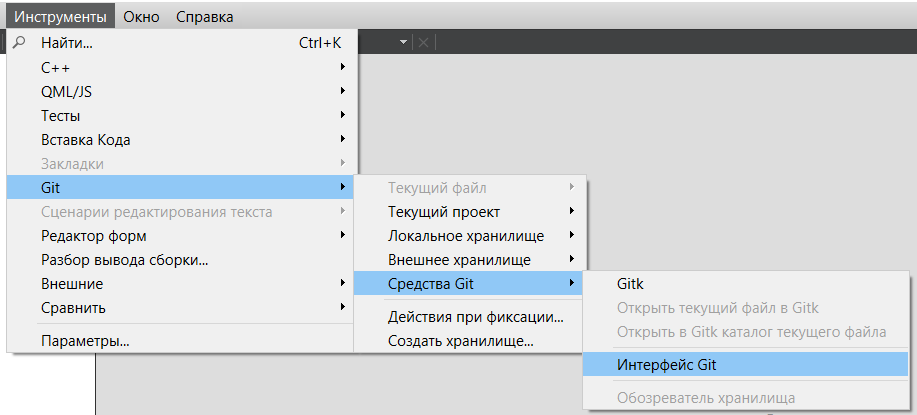 Инструменты Окно Справка
Найти... Ctrl+K
C++
QML/JS
Тесты
Вставка Кода
Закладки
Git
Сценарии редактирования текста
Редактор форм
Разбор вывода сборки...
Внешние
Сравнить
Параметры...
Текущий файл
Текущий проект
Локальное хранилище
Внешнее хранилище
Средства Git
Действия при фиксации...
Создать хранилище...
Gitk
Открыть текущий файл в Gitk
Открыть в Gitk каталог текущего файла
Интерфейс Git
Обозреватель хранилища